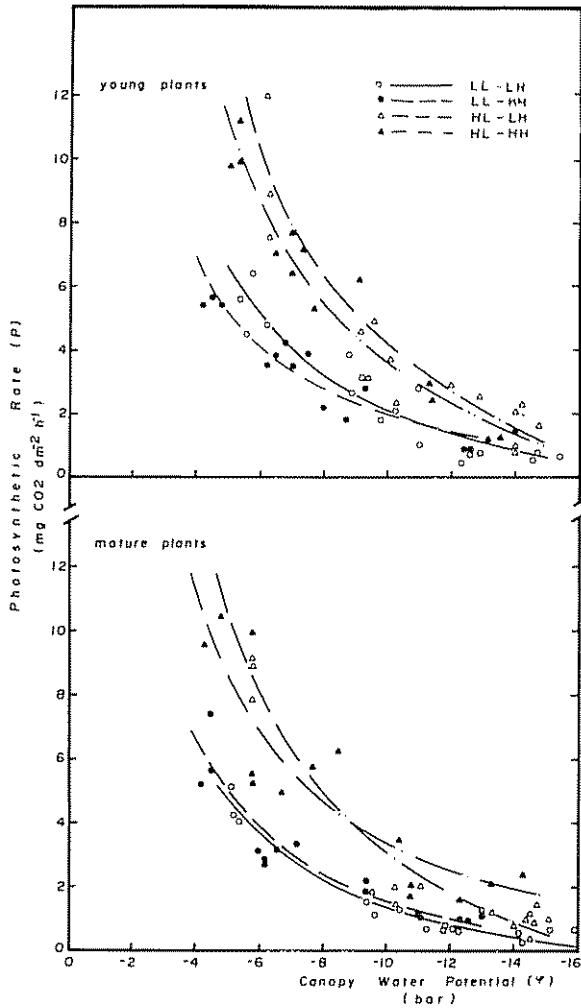 young plants
LL-LH
LL-HH
HL-LH
HL-HH
12
10
8
6
4
2
0
Photosynthetic Rate (P)
(mg CO2 dm-2 h-1)
mature plants
12
10
8
6
4
2
0
0
-2
-4
-6
-8
-10
-12
-14
-16
Canopy Water Potential (Ψ)
(bar)